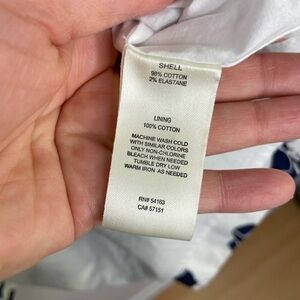 SHELL
98% COTTON
2% ELASTANE
LINING
100% COTTON
MACHINE WASH COLD
WITH SIMILAR COLORS
ONLY NON-CHLORINE
BLEACH WHEN NEEDED
TUMBLE DRY LOW
WARM IRON AS NEEDED
RN# 54163
CA# 57151